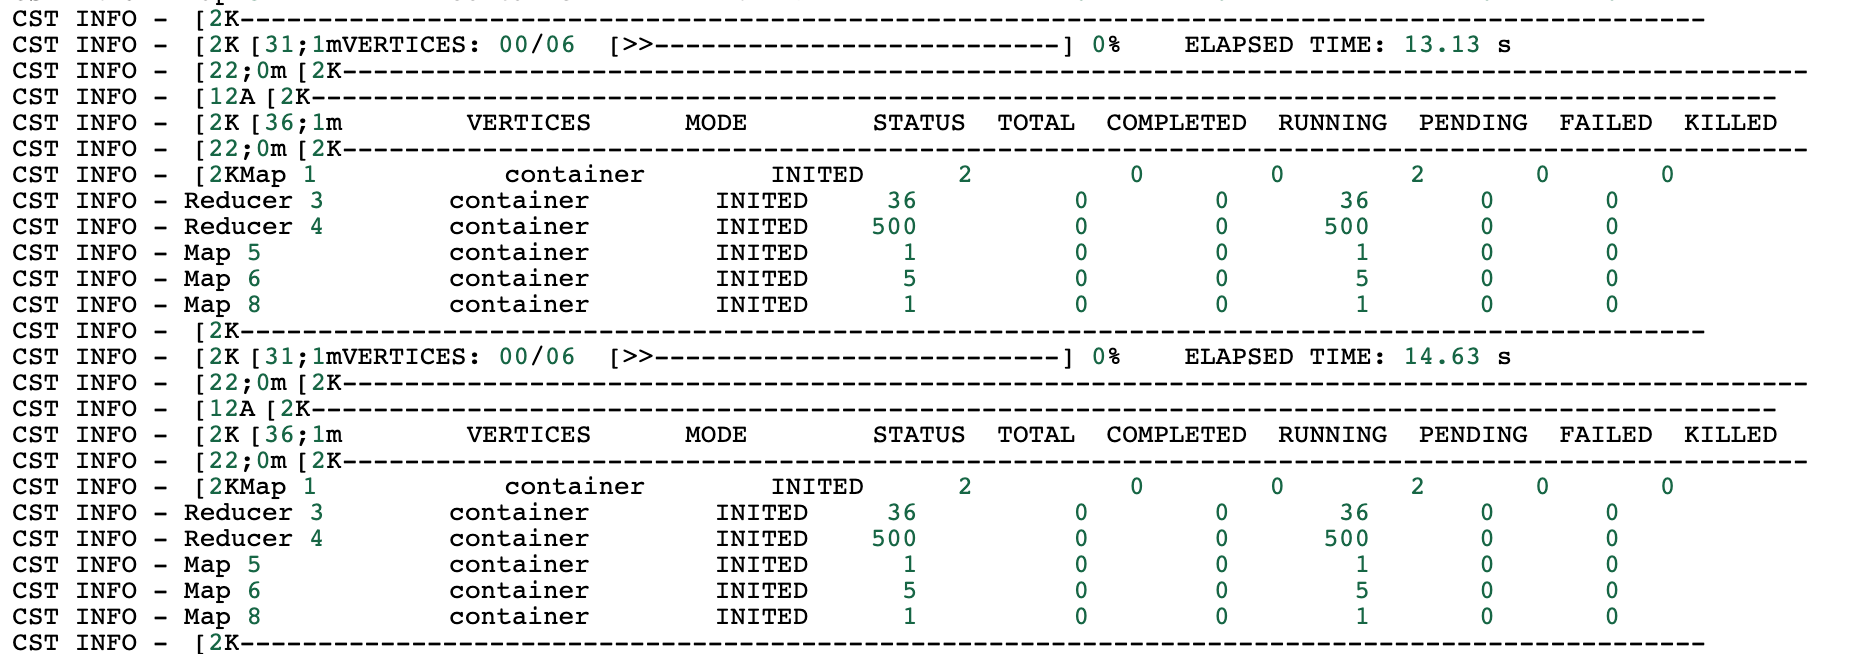 CST INFO -  [2K----------------------------------------------------------------------------------------------
CST INFO -  [2K [31;1mVERTICES: 00/06  [>>--------------------------] 0%    ELAPSED TIME: 13.13 s
CST INFO -  [22;0m [2K----------------------------------------------------------------------------------------------
CST INFO -  [12A [2K----------------------------------------------------------------------------------------------
CST INFO -  [2K [36;1m        VERTICES      MODE        STATUS  TOTAL  COMPLETED  RUNNING  PENDING  FAILED  KILLED
CST INFO -  [22;0m [2K----------------------------------------------------------------------------------------------
CST INFO -  [2KMap 1            container        INITED      2          0        0        2       0       0
CST INFO - Reducer 3        container        INITED     36          0        0       36       0       0
CST INFO - Reducer 4        container        INITED    500          0        0      500       0       0
CST INFO - Map 5            container        INITED      1          0        0        1       0       0
CST INFO - Map 6            container        INITED      5          0        0        5       0       0
CST INFO - Map 8            container        INITED      1          0        0        1       0       0
CST INFO -  [2K----------------------------------------------------------------------------------------------
CST INFO -  [2K [31;1mVERTICES: 00/06  [>>--------------------------] 0%    ELAPSED TIME: 14.63 s
CST INFO -  [22;0m [2K----------------------------------------------------------------------------------------------
CST INFO -  [12A [2K----------------------------------------------------------------------------------------------
CST INFO -  [2K [36;1m        VERTICES      MODE        STATUS  TOTAL  COMPLETED  RUNNING  PENDING  FAILED  KILLED
CST INFO -  [22;0m [2K----------------------------------------------------------------------------------------------
CST INFO -  [2KMap 1            container        INITED      2          0        0        2       0       0
CST INFO - Reducer 3        container        INITED     36          0        0       36       0       0
CST INFO - Reducer 4        container        INITED    500          0        0      500       0       0
CST INFO - Map 5            container        INITED      1          0        0        1       0       0
CST INFO - Map 6            container        INITED      5          0        0        5       0       0
CST INFO - Map 8            container        INITED      1          0        0        1       0       0
CST INFO -  [2K----------------------------------------------------------------------------------------------